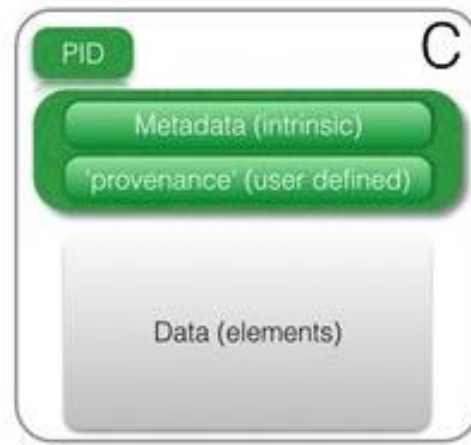 PID
C
Metadata (intrinsic)
'provenance' (user defined)
Data (elements)